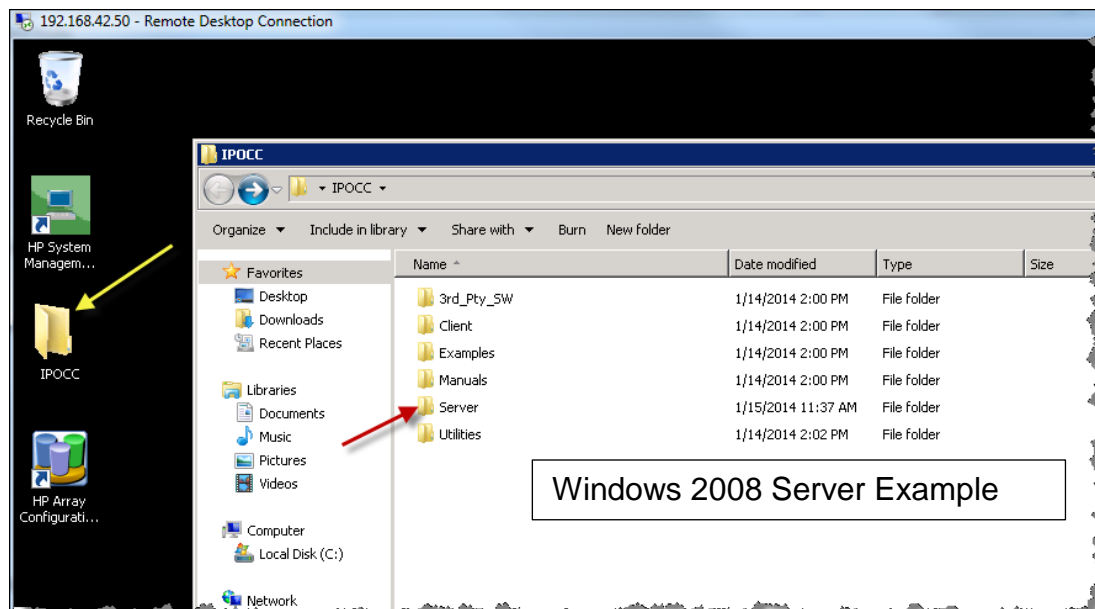 192.168.42.50 - Remote Desktop Connection
Recycle Bin
HP System
Managem...
IPOCC
HP Array
Configurati...
IPOCC
IPOCC
Organize Include in library Share with Burn New folder
Favorites
Desktop
Downloads
Recent Places
Libraries
Documents
Music
Pictures
Videos
Computer
Local Disk (C:)
Network
Name Date modified Type Size
3rd_Pty_SW 1/14/2014 2:00 PM File folder
Client 1/14/2014 2:00 PM File folder
Examples 1/14/2014 2:00 PM File folder
Manuals 1/14/2014 2:00 PM File folder
Server 1/15/2014 11:37 AM File folder
Utilities 1/14/2014 2:02 PM File folder
Windows 2008 Server Example